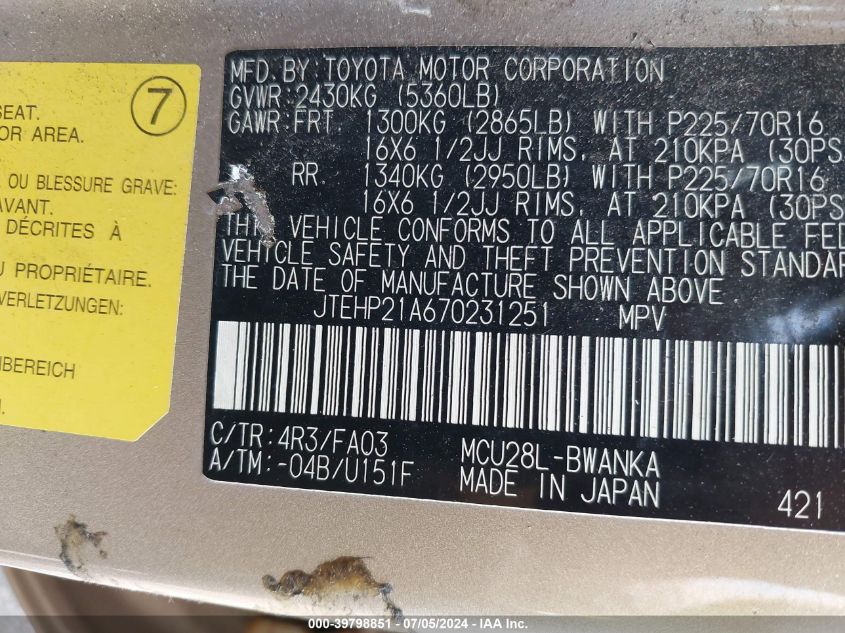 7
SEAT.
OR AREA.
OU BLESSURE GRAVE:
AVANT.
DÉCRITES À
U PROPRIÉTAIRE.
VERLETZUNGEN:
BEREICH
MFD. BY: TOYOTA MOTOR CORPORATION
GVWR: 2430KG (5360LB)
GAWR: FRT. 1300KG (2865LB) WITH P225/70R16
16X6 1/2JJ RIMS, AT 210KPA (30PS
RR. 1340KG (2950LB) WITH P225/70R16
16X6 1/2JJ RIMS, AT 210KPA (30PS
THI VEHICLE CONFORMS TO ALL APPLICABLE FED
VEHICLE SAFETY AND THEFT PREVENTION STANDAR
THE DATE OF MANUFACTURE SHOWN ABOVE
JTEHP21A670231251 MPV
C/TR: 4R3/FA03 MCU28L-BWANKA
A/TM: -04B/U151F MADE IN JAPAN 421
000-39798851 / 07/05/2024 / IAA Inc.